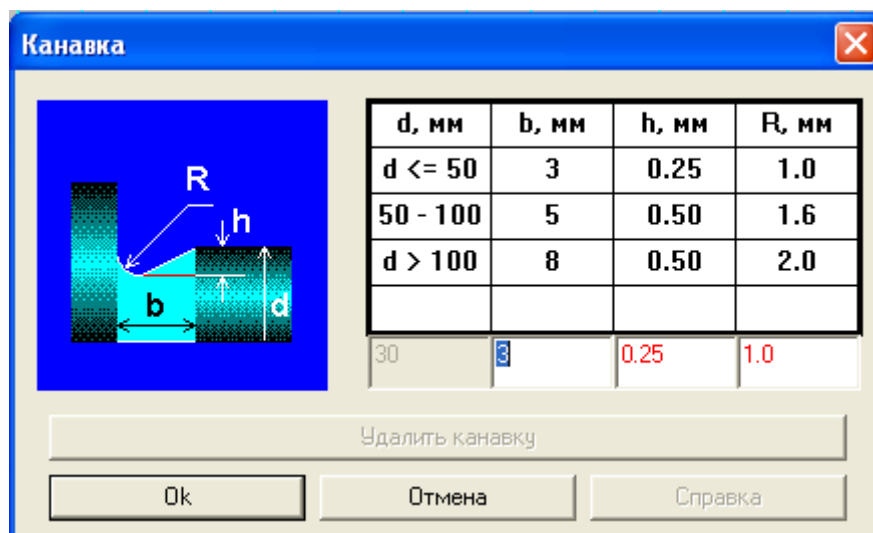 Канавка
R
h
b
d
d, мм b, мм h, мм R, мм
d <= 50 3 0.25 1.0
50 - 100 5 0.50 1.6
d > 100 8 0.50 2.0
30 3 0.25 1.0
Удалить канавку
Ok Отмена Справка